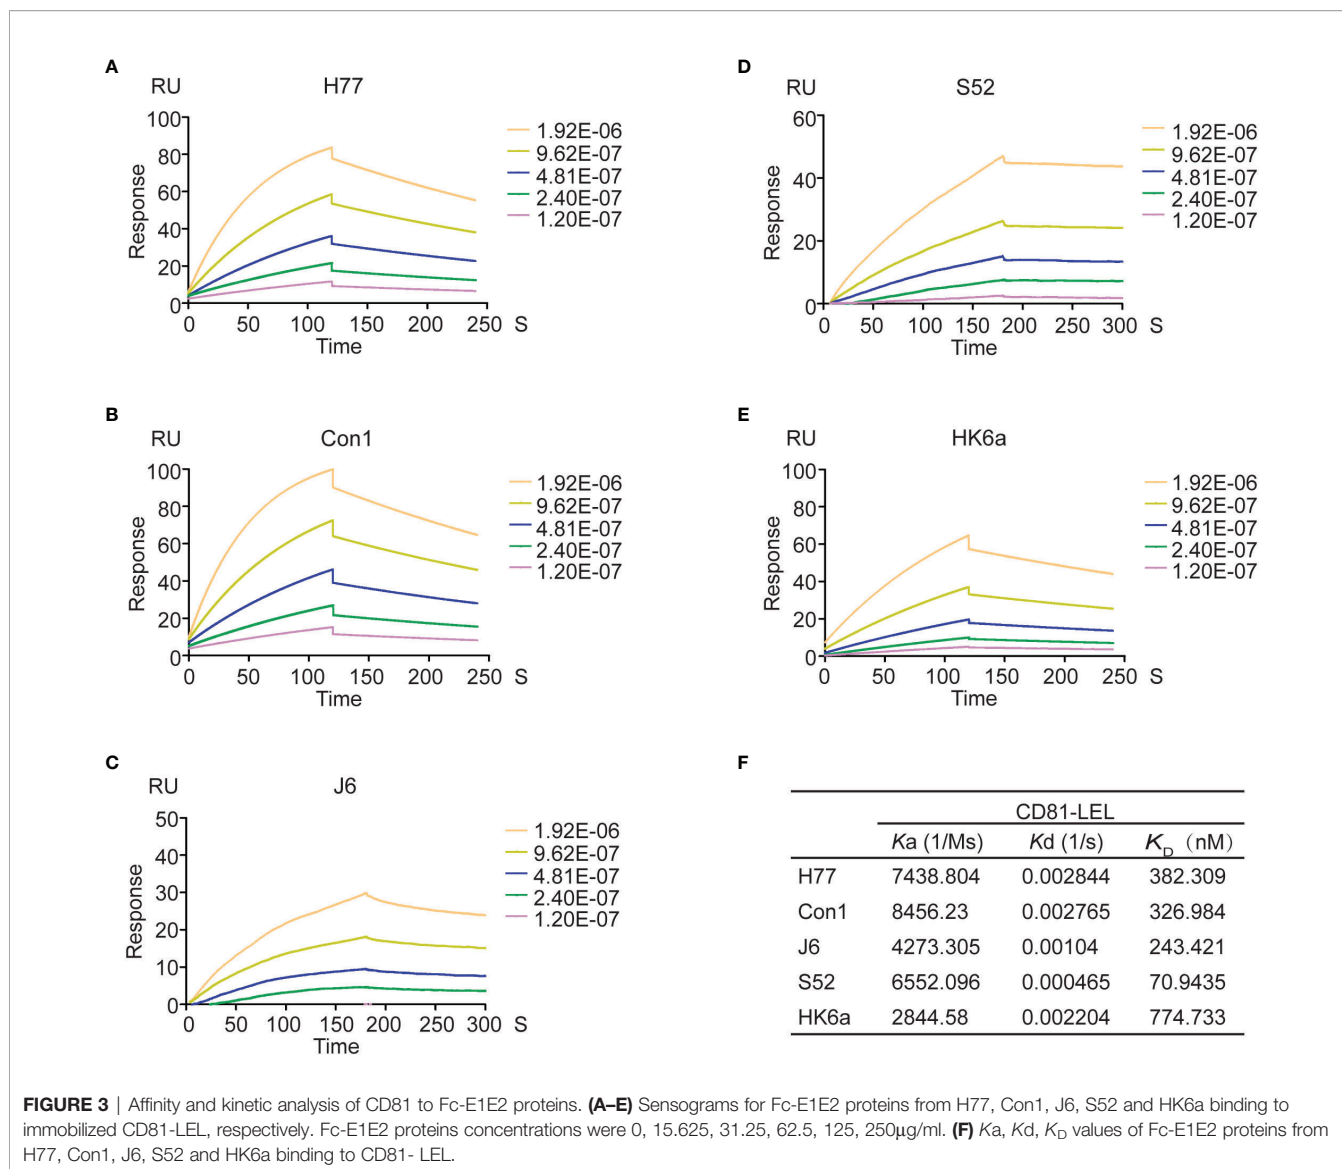 A
RU
H77
100
80
60
40
20
0
Response
0 50 100 150 200 250 S
Time
1.92E-06
9.62E-07
4.81E-07
2.40E-07
1.20E-07
B
RU
Con1
100
80
60
40
20
0
Response
0 50 100 150 200 250 S
Time
1.92E-06
9.62E-07
4.81E-07
2.40E-07
1.20E-07
C
RU
J6
50
40
30
20
10
0
Response
0 50 100 150 200 250 300 S
Time
1.92E-06
9.62E-07
4.81E-07
2.40E-07
1.20E-07
D
RU
S52
60
40
20
0
Response
0 50 100 150 200 250 300 S
Time
1.92E-06
9.62E-07
4.81E-07
2.40E-07
1.20E-07
E
RU
HK6a
100
80
60
40
20
0
Response
0 50 100 150 200 250 S
Time
1.92E-06
9.62E-07
4.81E-07
2.40E-07
1.20E-07
F
CD81-LEL
Ka (1/Ms) Kd (1/s) KD (nM)
H77 7438.804 0.002844 382.309
Con1 8456.23 0.002765 326.984
J6 4273.305 0.00104 243.421
S52 6552.096 0.000465 70.9435
HK6a 2844.58 0.002204 774.733
FIGURE 3 | Affinity and kinetic analysis of CD81 to Fc-E1E2 proteins. (A–E) Sensograms for Fc-E1E2 proteins from H77, Con1, J6, S52 and HK6a binding to
immobilized CD81-LEL, respectively. Fc-E1E2 proteins concentrations were 0, 15.625, 31.25, 62.5, 125, 250μg/ml. (F) Ka, Kd, KD values of Fc-E1E2 proteins from
H77, Con1, J6, S52 and HK6a binding to CD81- LEL.